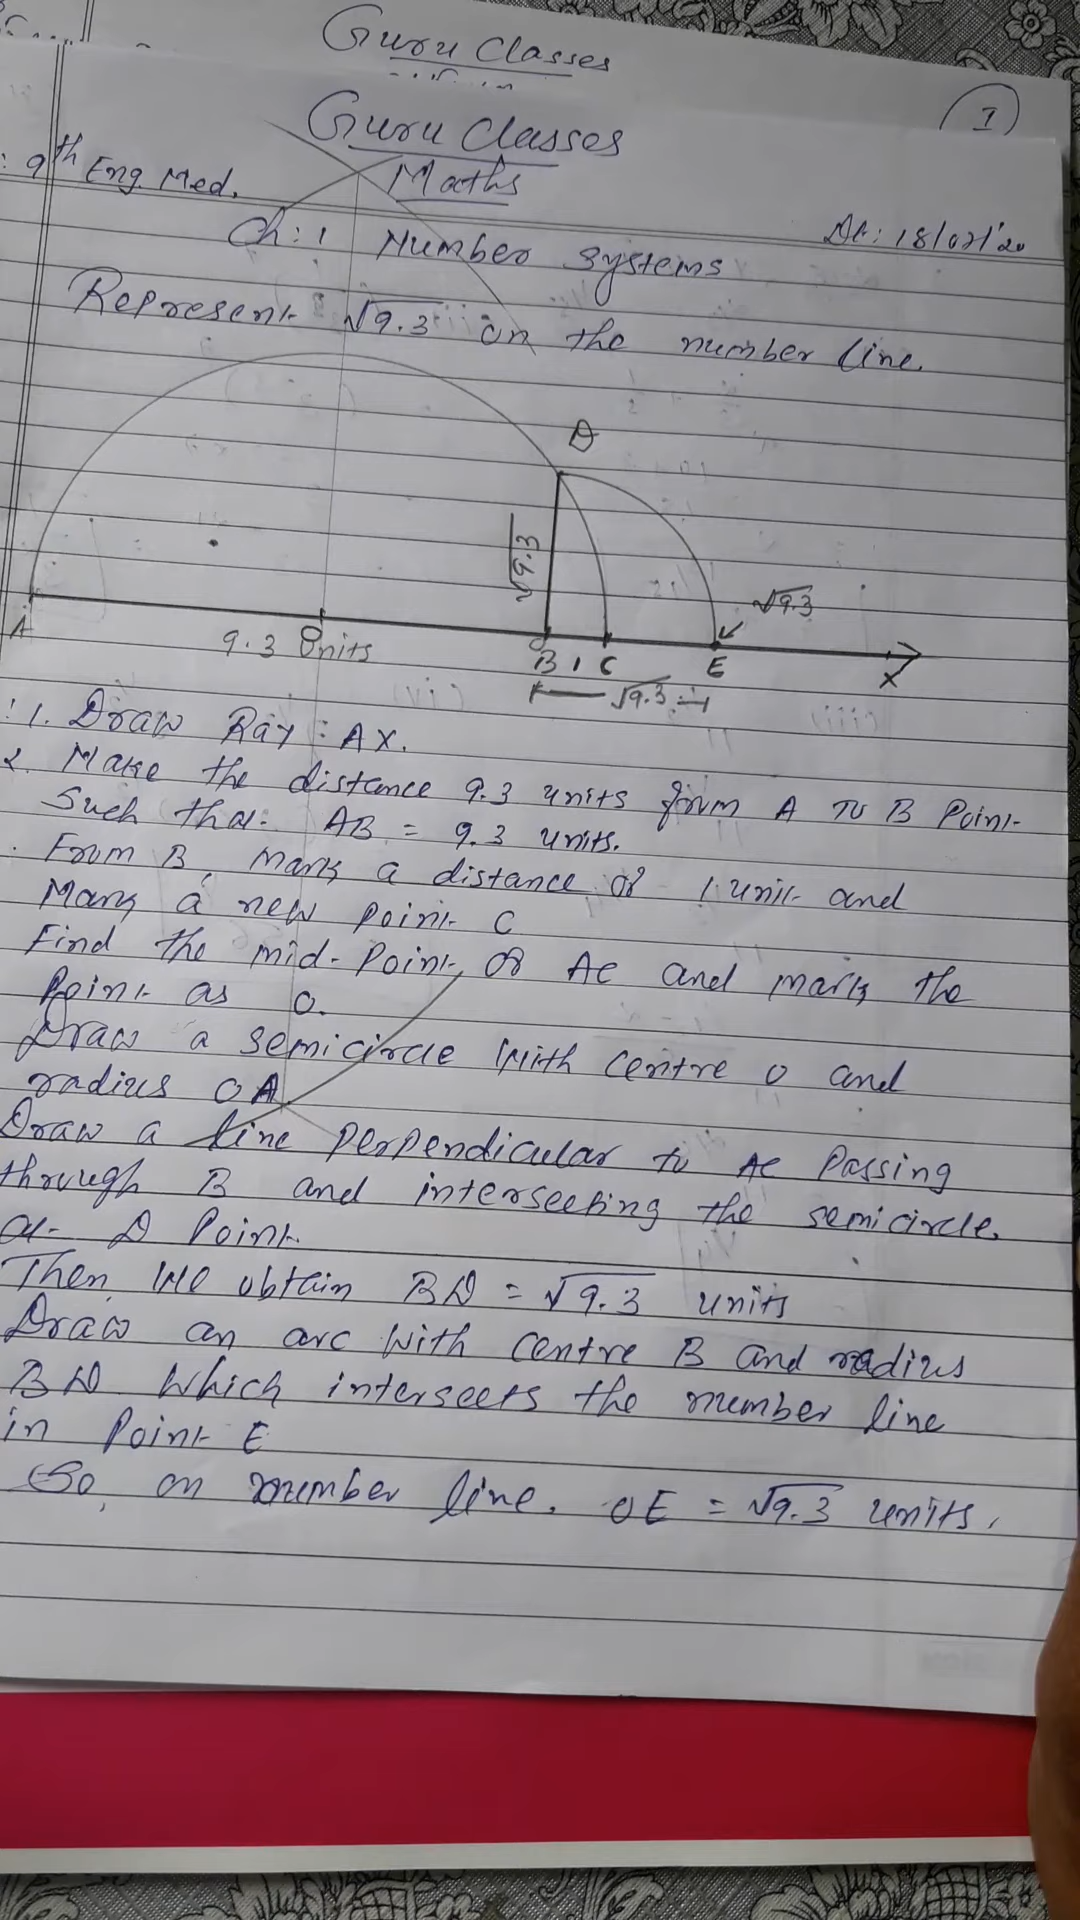 Guru Classes
Guru Classes
1
Maths
9th Eng. Med.
Ch: 1 Number Systems
Represent √9.3 on the number line.
D
√9.3
√9.3
A
9.3 Units
O
B 1 C
E
X
√9.3
1. Draw Ray: AX.
2. Make the distance 9.3 units from A to B Point
Such that AB = 9.3 units.
From B, mark a distance of 1 unit and
Mark a new point C
Find the mid-Point of AC and mark the
Point as O.
Draw a semicircle with centre O and
radius OA
Draw a line perpendicular to AC Passing
through B and intersecting the semicircle.
at D Point.
Then, We obtain BD = √9.3 units
Draw an arc with centre B and radius
BD Which intersects the number line
in Point E
So, on number line. OE = √9.3 units.